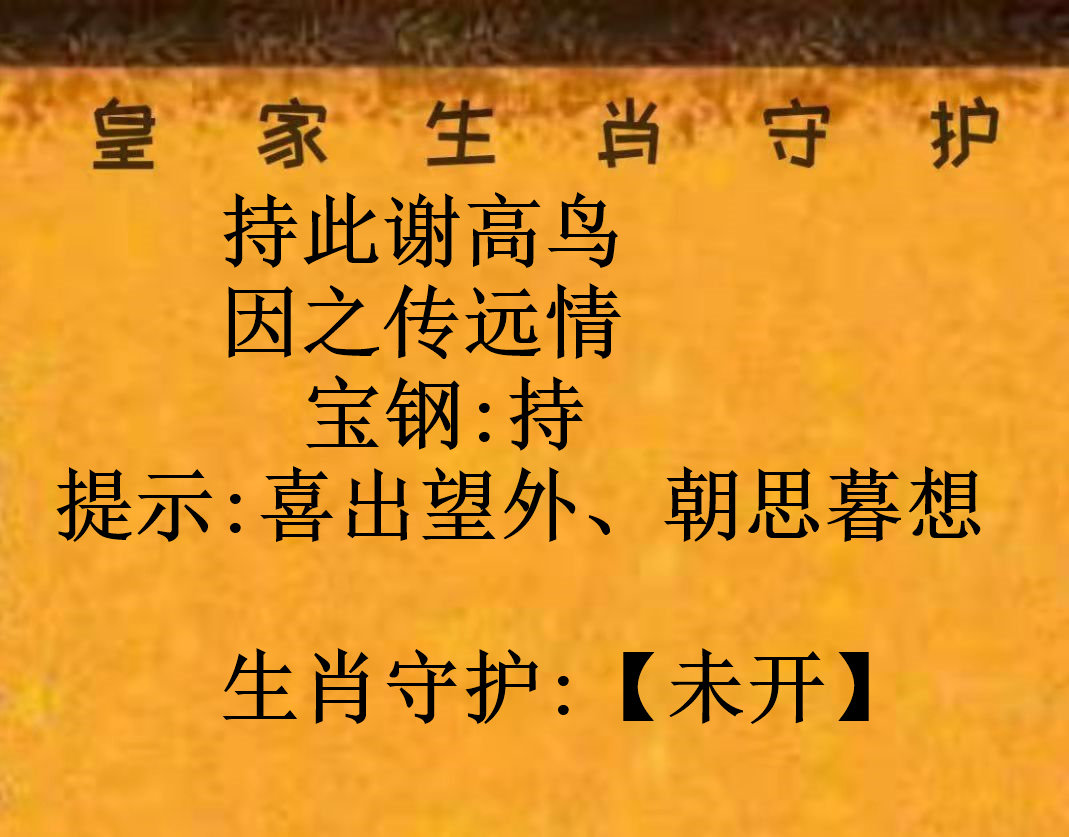 皇家生肖守护
持此谢高鸟
因之传远情
宝钢:持
提示:喜出望外、朝思暮想
生肖守护:【未开】